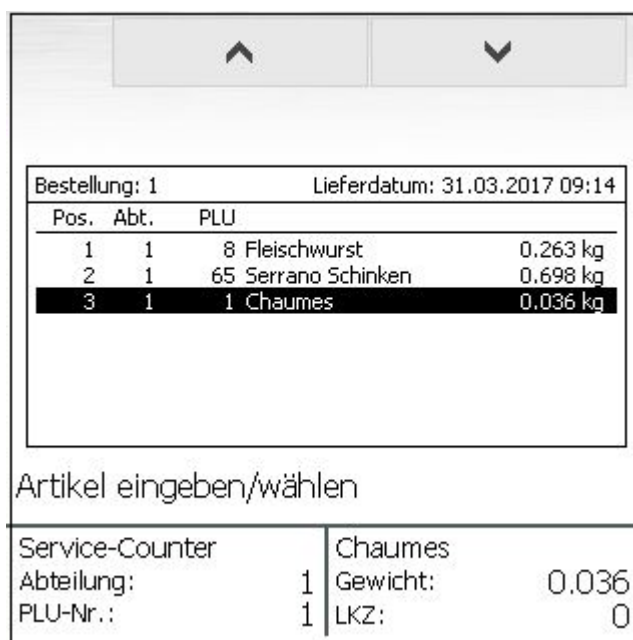 Bestellung: 1 Lieferdatum: 31.03.2017 09:14
Pos. Abt. PLU
1 1 8 Fleischwurst 0.263 kg
2 1 65 Serrano Schinken 0.698 kg
3 1 1 Chaumes 0.036 kg
Artikel eingeben/wählen
Service-Counter
Abteilung: 1
PLU-Nr.: 1
Chaumes
Gewicht: 0.036
LKZ: 0